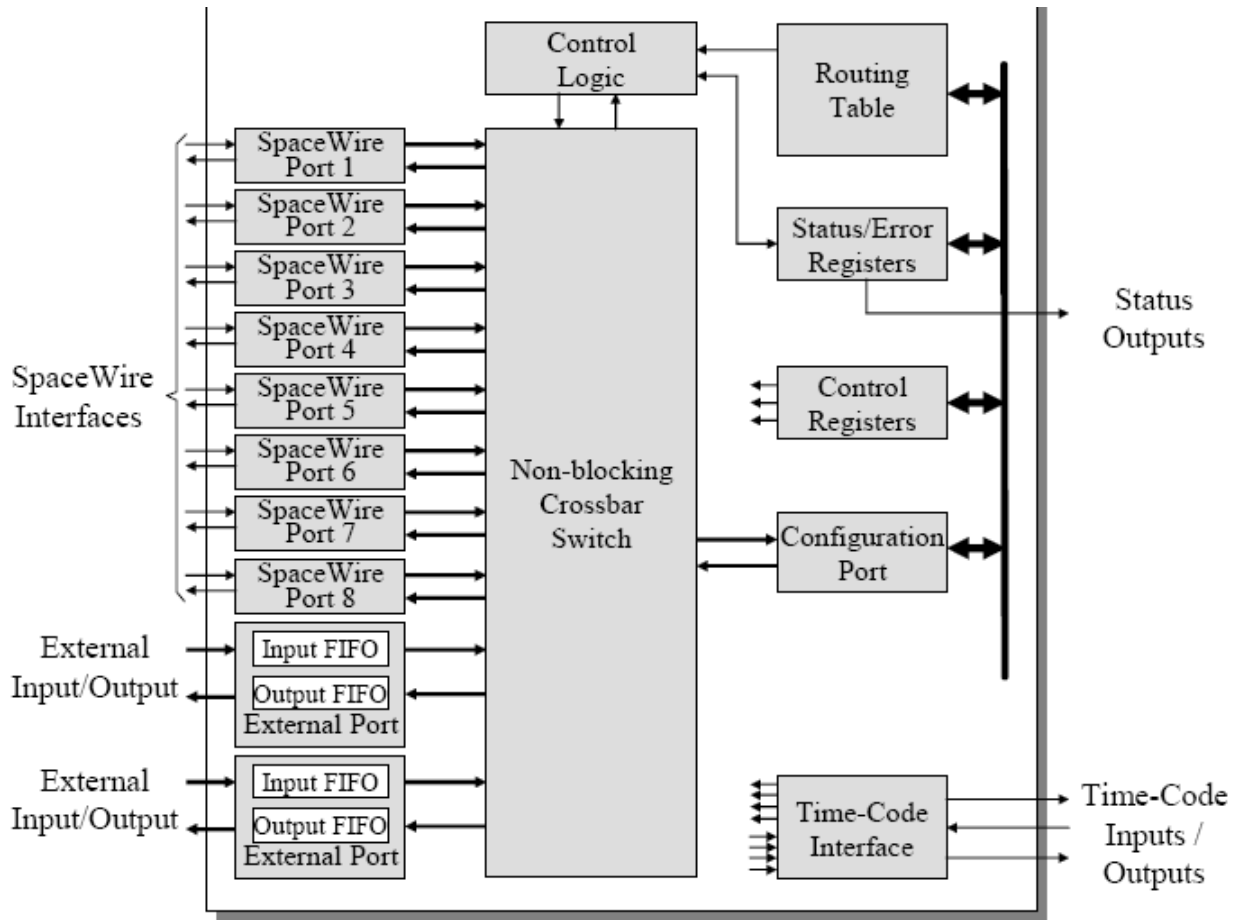 Control
Logic
Routing
Table
SpaceWire
Port 1
SpaceWire
Port 2
SpaceWire
Port 3
SpaceWire
Port 4
SpaceWire
Port 5
SpaceWire
Port 6
SpaceWire
Port 7
SpaceWire
Port 8
SpaceWire
Interfaces
Non-blocking
Crossbar
Switch
Status/Error
Registers
Status
Outputs
Control
Registers
Configuration
Port
External
Input/Output
Input FIFO
Output FIFO
External Port
External
Input/Output
Input FIFO
Output FIFO
External Port
Time-Code
Interface
Time-Code
Inputs /
Outputs